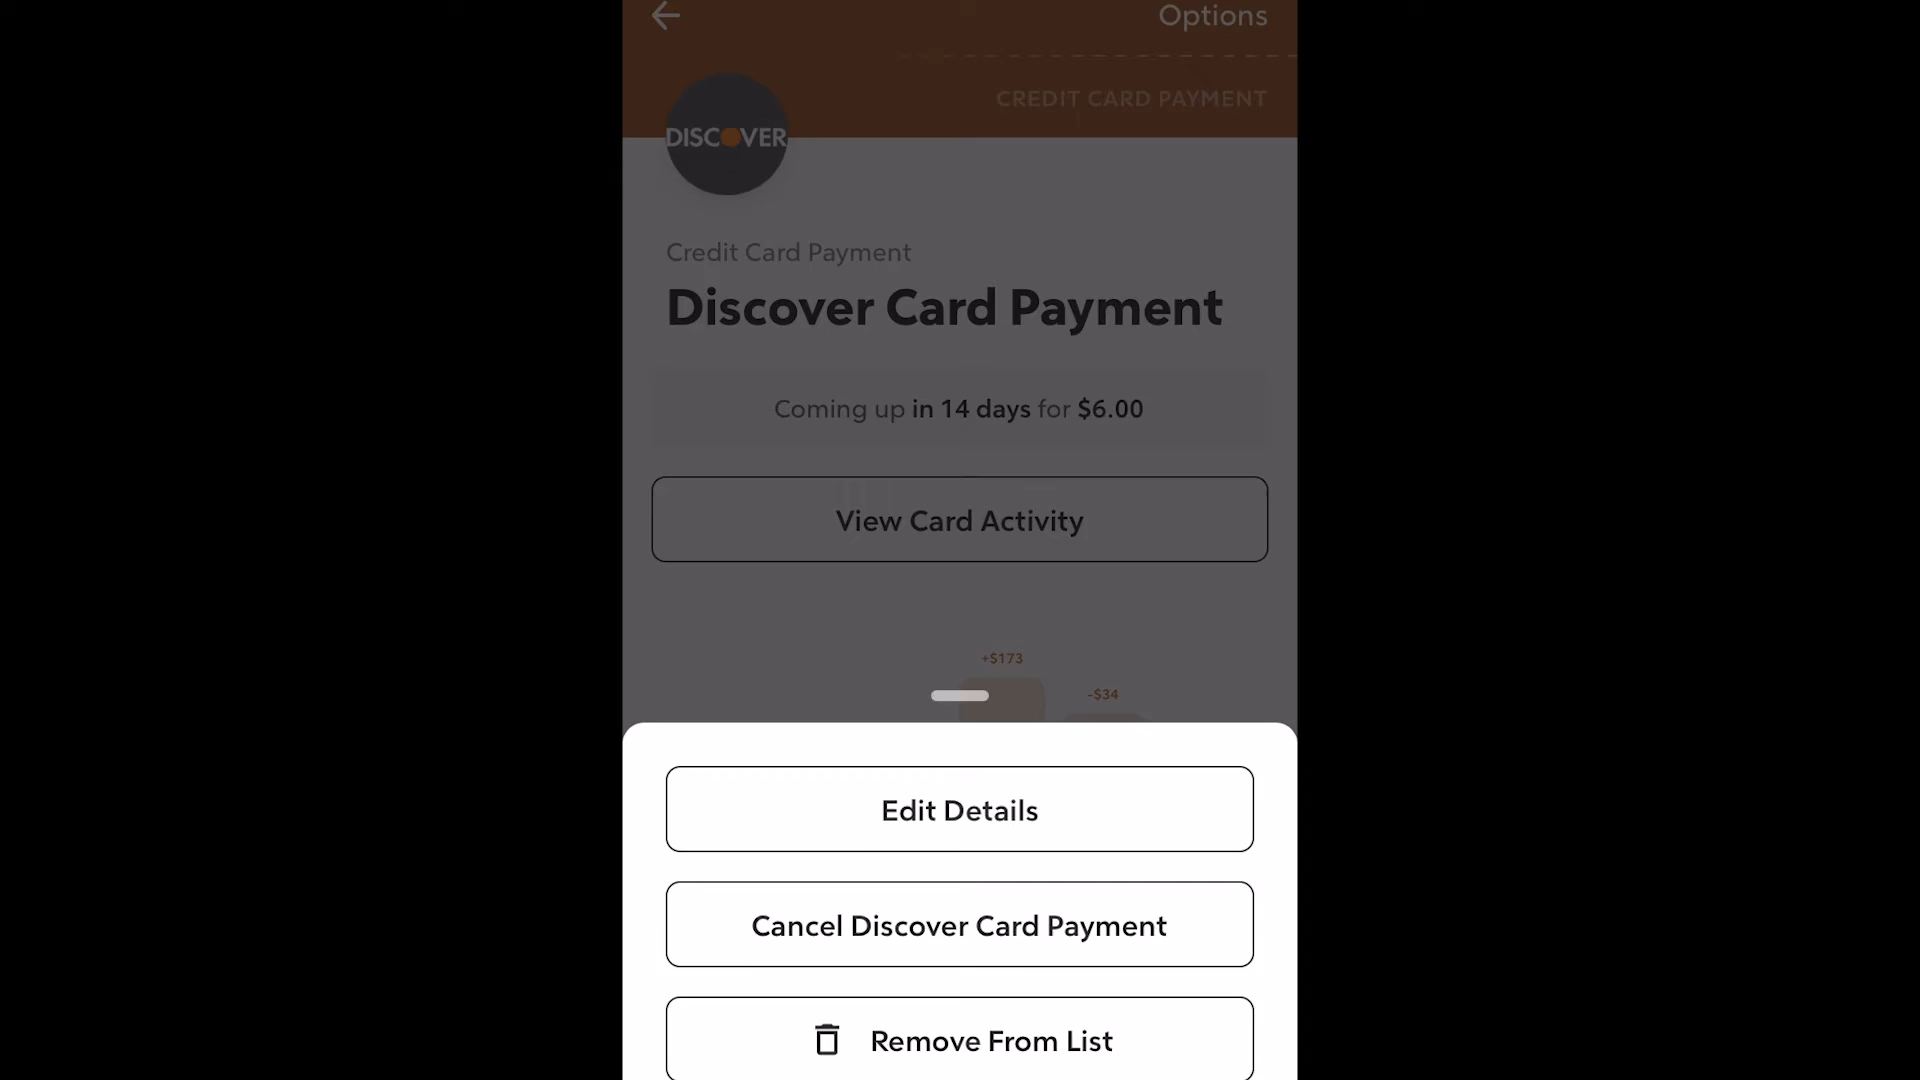 Options
CREDIT CARD PAYMENT
DISCOVER
Credit Card Payment
Discover Card Payment
Coming up in 14 days for $6.00
View Card Activity
+$173
-$34
Edit Details
Cancel Discover Card Payment
Remove From List